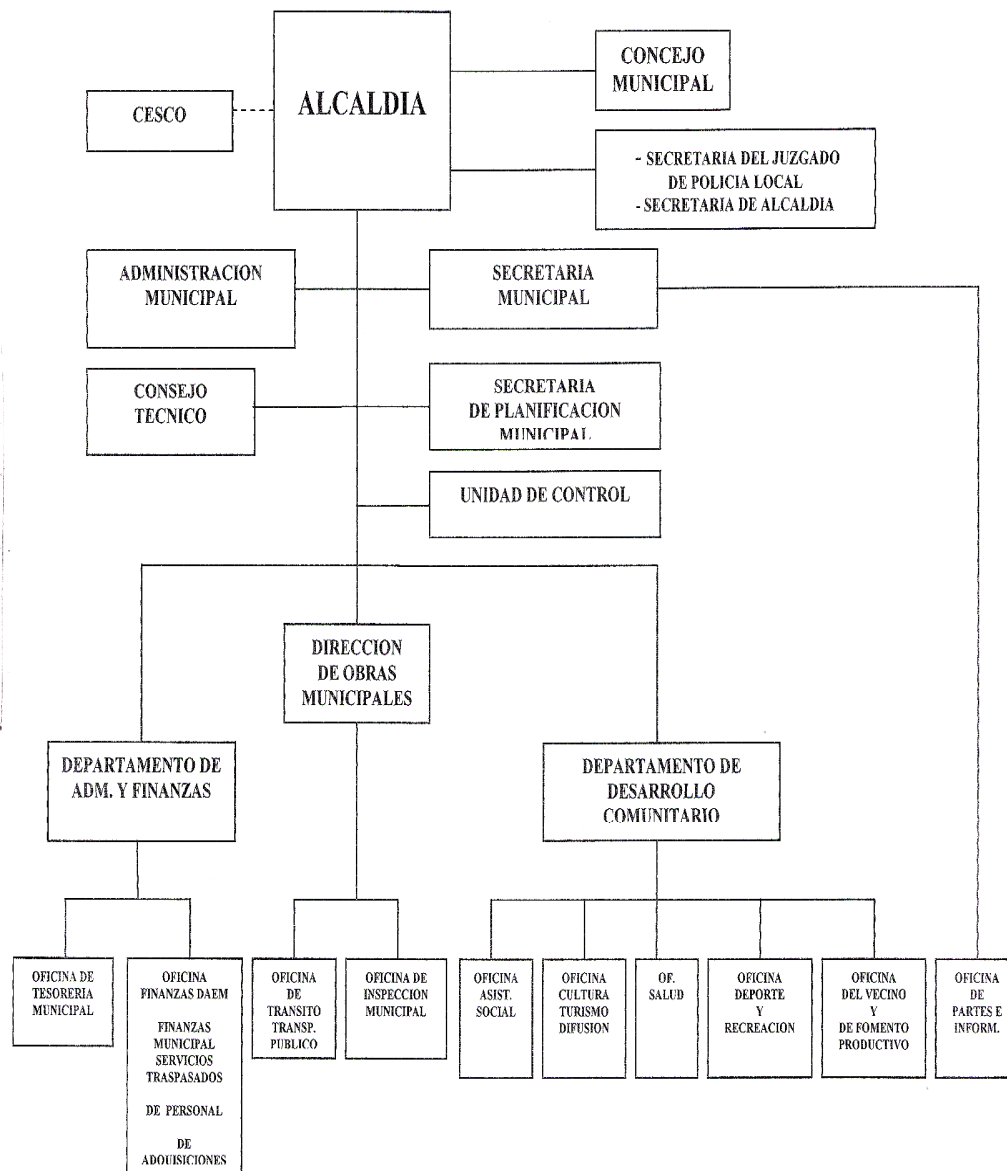 ALCALDIA
CONCEJO
MUNICIPAL
CESCO
- SECRETARIA DEL JUZGADO
DE POLICIA LOCAL
- SECRETARIA DE ALCALDIA
ADMINISTRACION
MUNICIPAL
SECRETARIA
MUNICIPAL
CONSEJO
TECNICO
SECRETARIA
DE PLANIFICACION
MUNICIPAL
UNIDAD DE CONTROL
DIRECCION
DE OBRAS
MUNICIPALES
DEPARTAMENTO DE
ADM. Y FINANZAS
DEPARTAMENTO DE
DESARROLLO
COMUNITARIO
OFICINA DE
TESORERIA
MUNICIPAL
OFICINA
FINANZAS DAEM
FINANZAS
MUNICIPAL
SERVICIOS
TRASPASADOS
DE PERSONAL
DE
ADQUISICIONES
OFICINA
DE
TRANSITO
TRANSP.
PUBLICO
OFICINA DE
INSPECCION
MUNICIPAL
OFICINA
ASIST.
SOCIAL
OFICINA
CULTURA
TURISMO
DIFUSION
OF.
SALUD
OFICINA
DEPORTE
Y
RECREACION
OFICINA
DEL VECINO
Y
DE FOMENTO
PRODUCTIVO
OFICINA
DE
PARTES E
INFORM.